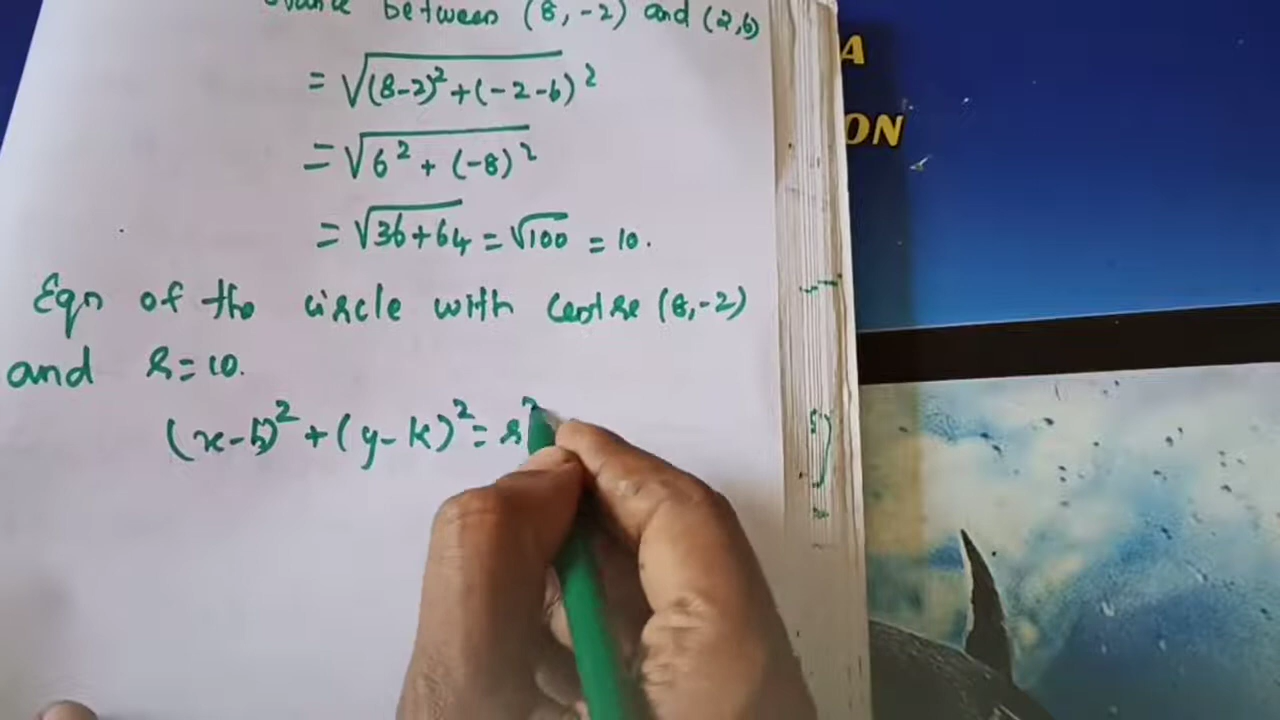 between (8,-2) and (2,6)
= √(8-2)² + (-2-6)²
= √6² + (-8)²
= √36+64 = √100 = 10.
Eqn of the circle with centre (8,-2)
and r = 10.
(x-h)² + (y-k)² = r²
A
ON